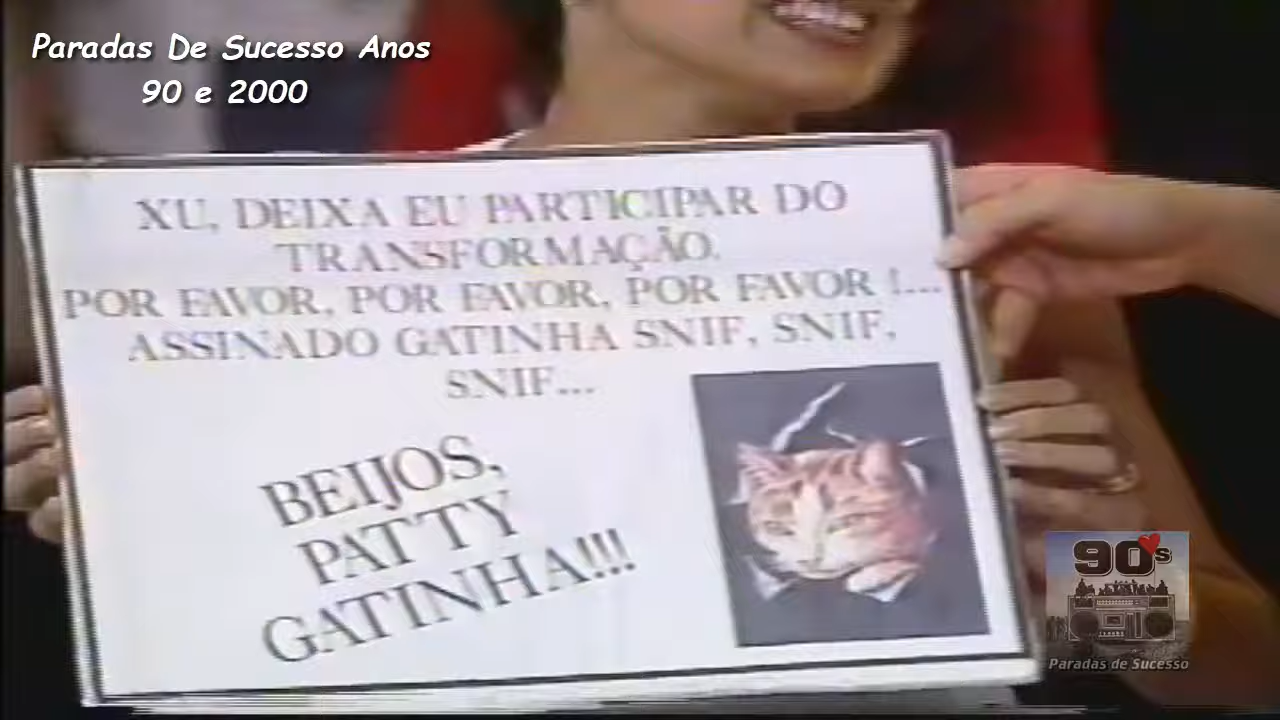 Paradas De Sucesso Anos
90 e 2000
XU, DEIXA EU PARTICIPAR DO
TRANSFORMAÇÃO.
POR FAVOR, POR FAVOR, POR FAVOR !...
ASSINADO GATINHA SNIF, SNIF,
SNIF...
BEIJOS,
PATTY
GATINHA!!!
90s
Paradas de Sucesso